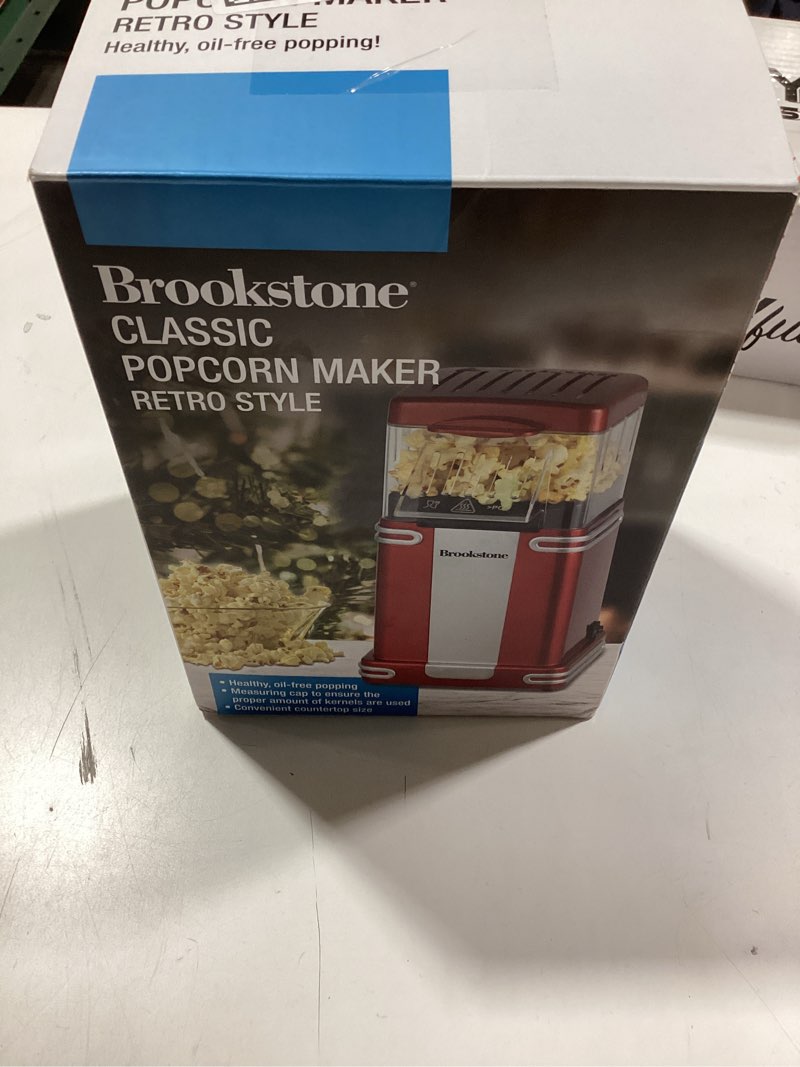 MAKER
RETRO STYLE
Healthy, oil-free popping!
Brookstone®
CLASSIC
POPCORN MAKER
RETRO STYLE
Brookstone
• Healthy, oil-free popping
• Measuring cap to ensure the
proper amount of kernels are used
• Convenient countertop size